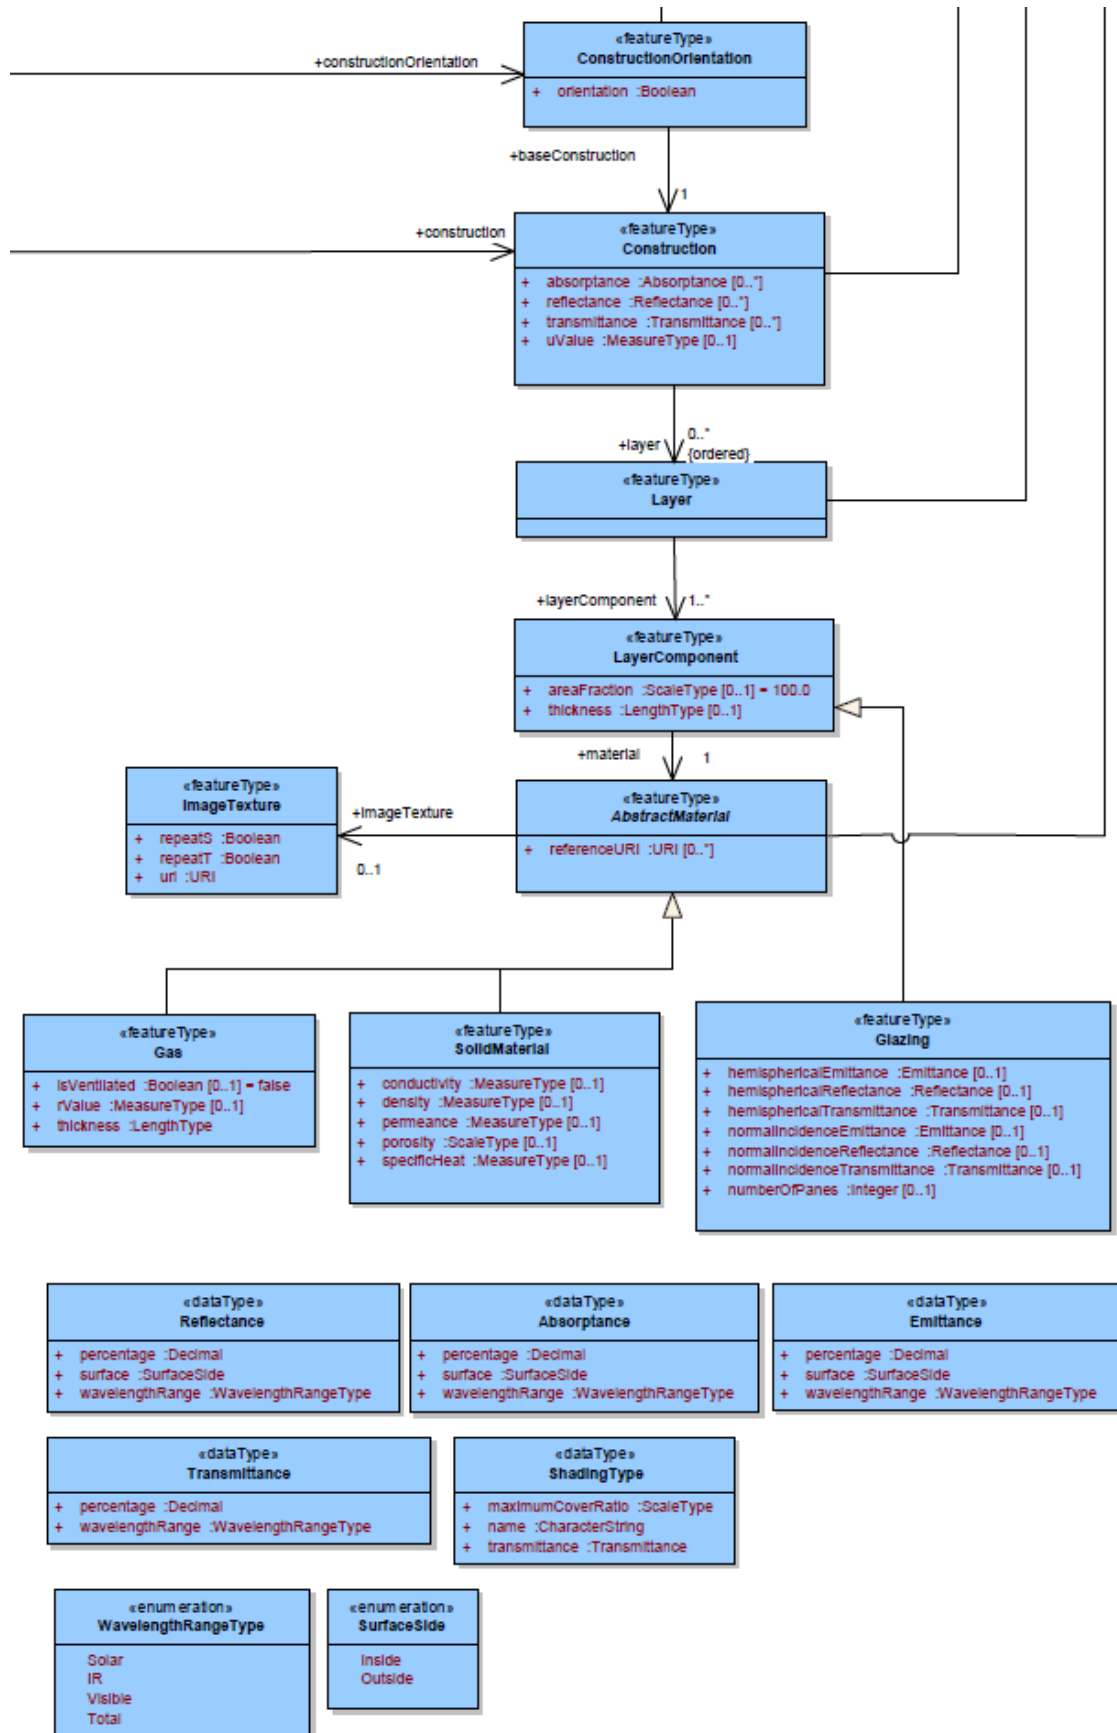 «featureType»
ConstructionOrientation
+ orientation :Boolean
+constructionOrientation
+baseConstruction
1
+construction
«featureType»
Construction
+ absorptance :Absorptance [0..*]
+ reflectance :Reflectance [0..*]
+ transmittance :Transmittance [0..*]
+ uValue :MeasureType [0..1]
+layer
0..*
{ordered}
«featureType»
Layer
+layerComponent
1..*
«featureType»
LayerComponent
+ areaFraction :ScaleType [0..1] = 100.0
+ thickness :LengthType [0..1]
+material
1
«featureType»
ImageTexture
+ repeatS :Boolean
+ repeatT :Boolean
+ url :URI
+imageTexture
0..1
«featureType»
AbstractMaterial
+ referenceURI :URI [0..*]
«featureType»
Gas
+ isVentilated :Boolean [0..1] = false
+ rValue :MeasureType [0..1]
+ thickness :LengthType
«featureType»
SolidMaterial
+ conductivity :MeasureType [0..1]
+ density :MeasureType [0..1]
+ permeance :MeasureType [0..1]
+ porosity :ScaleType [0..1]
+ specificHeat :MeasureType [0..1]
«featureType»
Glazing
+ hemisphericalEmittance :Emittance [0..1]
+ hemisphericalReflectance :Reflectance [0..1]
+ hemisphericalTransmittance :Transmittance [0..1]
+ normalIncidenceEmittance :Emittance [0..1]
+ normalIncidenceReflectance :Reflectance [0..1]
+ normalIncidenceTransmittance :Transmittance [0..1]
+ numberOfPanes :Integer [0..1]
«dataType»
Reflectance
+ percentage :Decimal
+ surface :SurfaceSide
+ wavelengthRange :WavelengthRangeType
«dataType»
Absorptance
+ percentage :Decimal
+ surface :SurfaceSide
+ wavelengthRange :WavelengthRangeType
«dataType»
Emittance
+ percentage :Decimal
+ surface :SurfaceSide
+ wavelengthRange :WavelengthRangeType
«dataType»
Transmittance
+ percentage :Decimal
+ wavelengthRange :WavelengthRangeType
«dataType»
ShadingType
+ maximumCoverRatio :ScaleType
+ name :CharacterString
+ transmittance :Transmittance
«enumeration»
WavelengthRangeType
Solar
IR
Visible
Total
«enumeration»
SurfaceSide
Inside
Outside